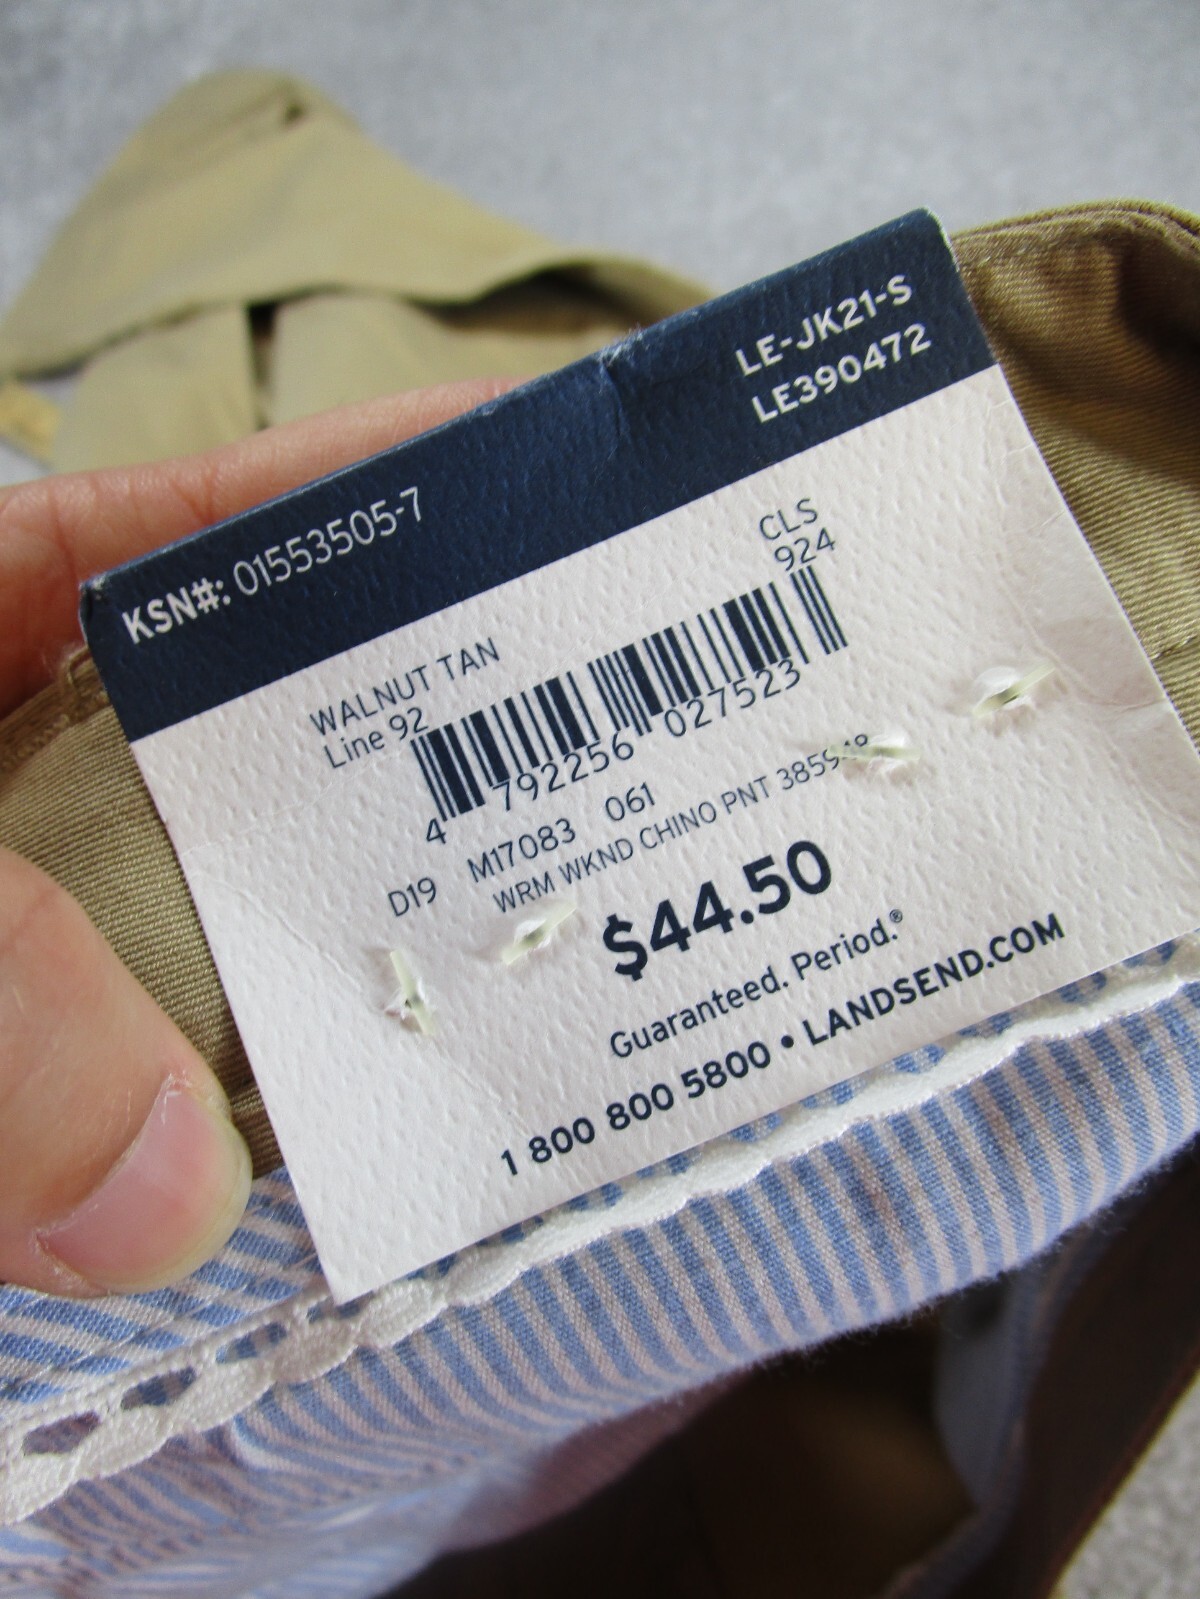 LE-JK21-S
LE390472
KSN#: 01553505-7
CLS
924
WALNUT TAN
Line 92
4 792256 027523
D19 M17083 061
WRM WKND CHINO PNT
$44.50
Guaranteed. Period.®
1 800 800 5800 • LANDSEND.COM